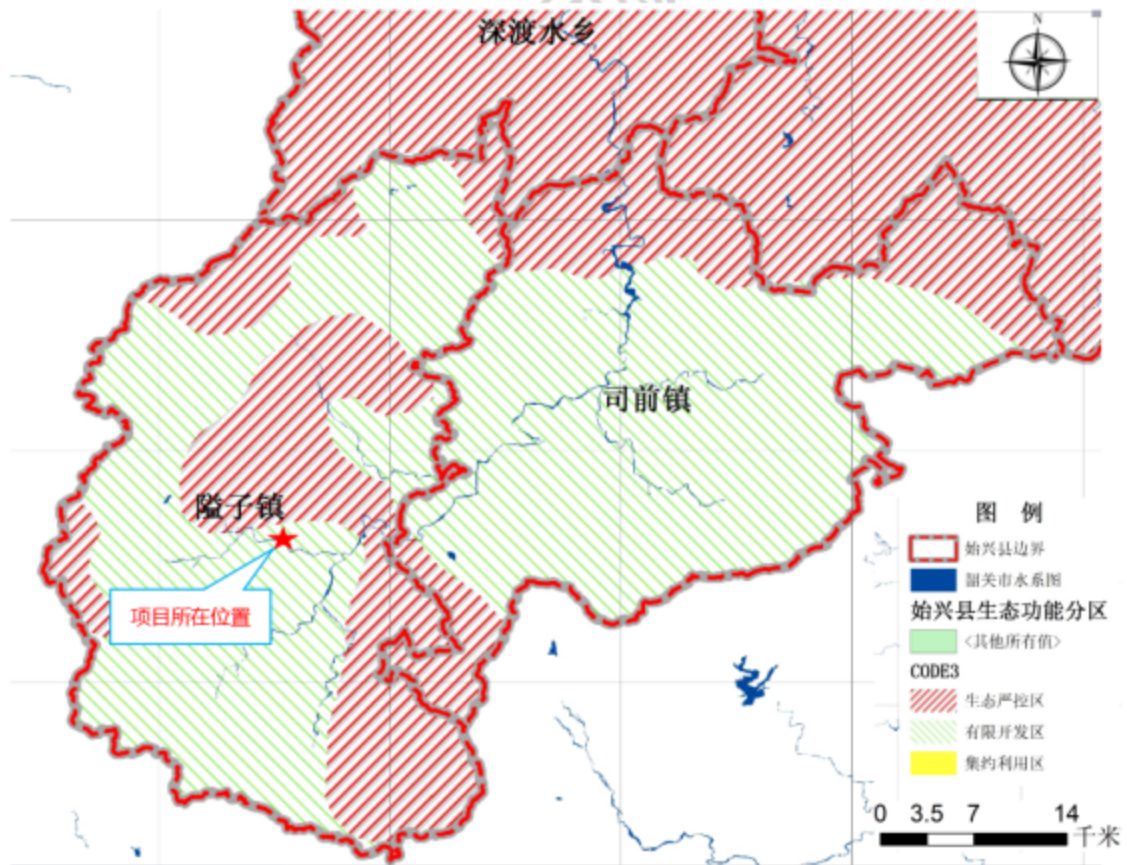 深渡水乡
N
司前镇
隘子镇
项目所在位置
图 例
始兴县边界
韶关市水系图
始兴县生态功能分区
<其他所有值>
CODE3
生态严控区
有限开发区
集约利用区
0 3.5 7 14
千米